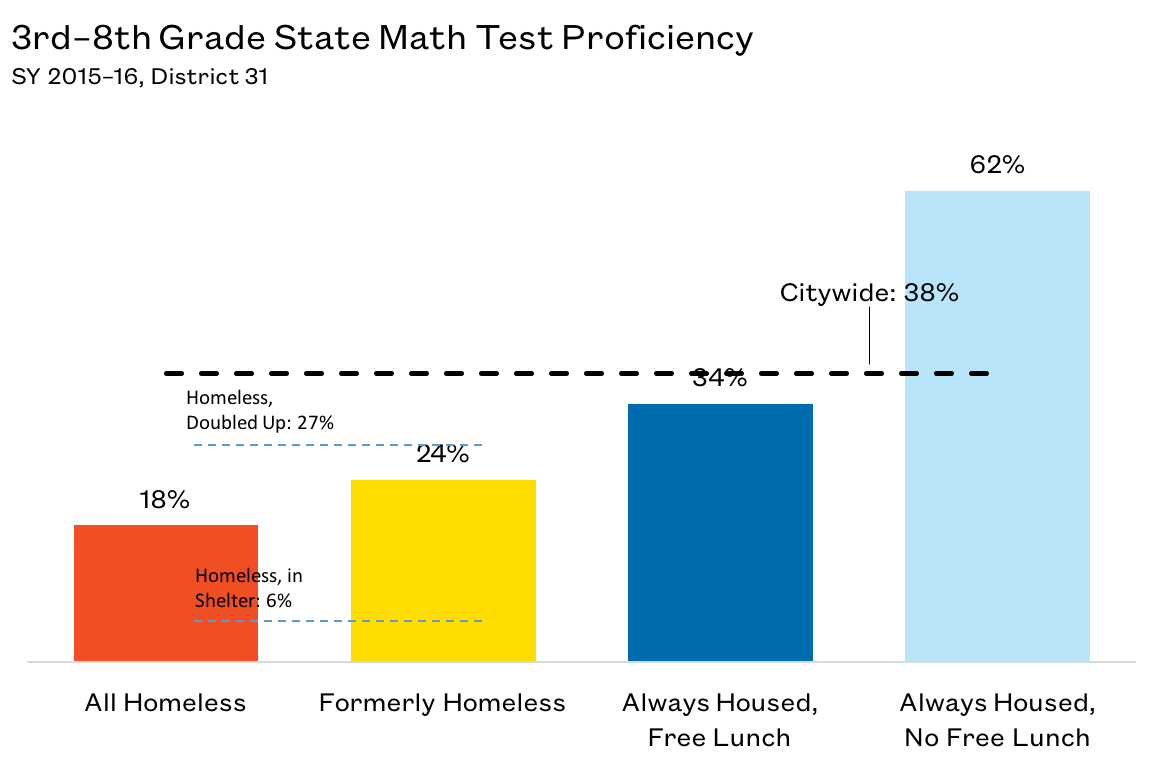 3rd–8th Grade State Math Test Proficiency
SY 2015–16, District 31
62%
Citywide: 38%
34%
Homeless,
Doubled Up: 27%
24%
18%
Homeless, in
Shelter: 6%
All Homeless
Formerly Homeless
Always Housed,
Free Lunch
Always Housed,
No Free Lunch